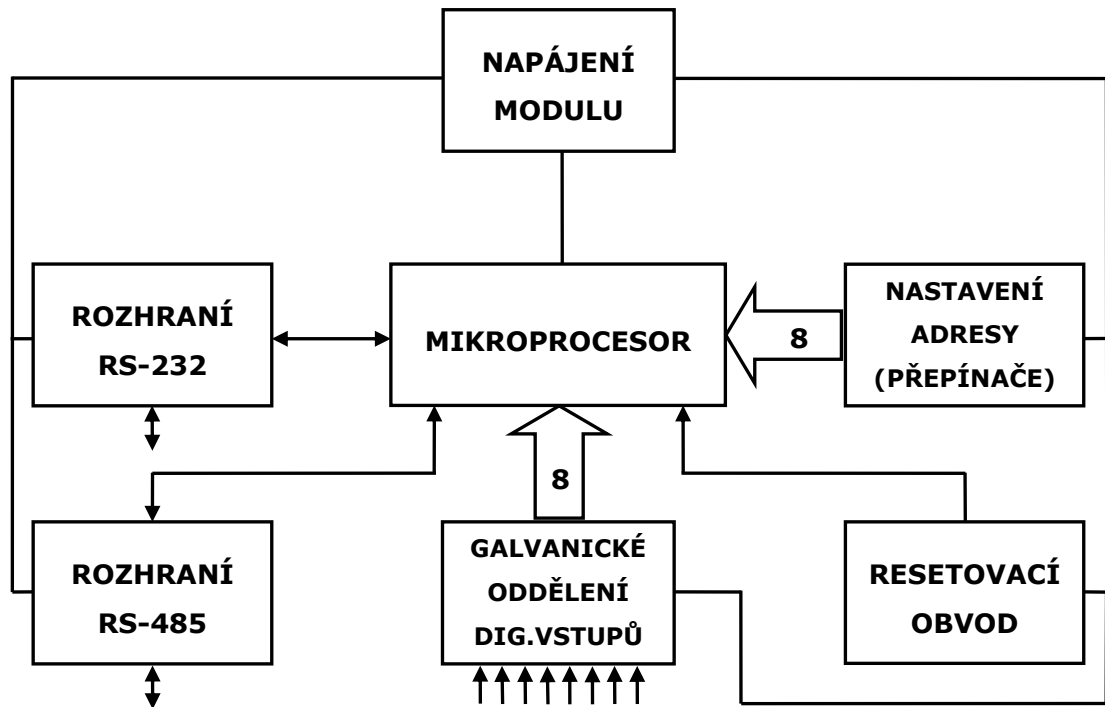 NAPÁJENÍ
MODULU
ROZHRANÍ
RS-232
MIKROPROCESOR
8
NASTAVENÍ
ADRESY
(PŘEPÍNAČE)
8
ROZHRANÍ
RS-485
GALVANICKÉ
ODDĚLENÍ
DIG.VSTUPŮ
RESETOVACÍ
OBVOD